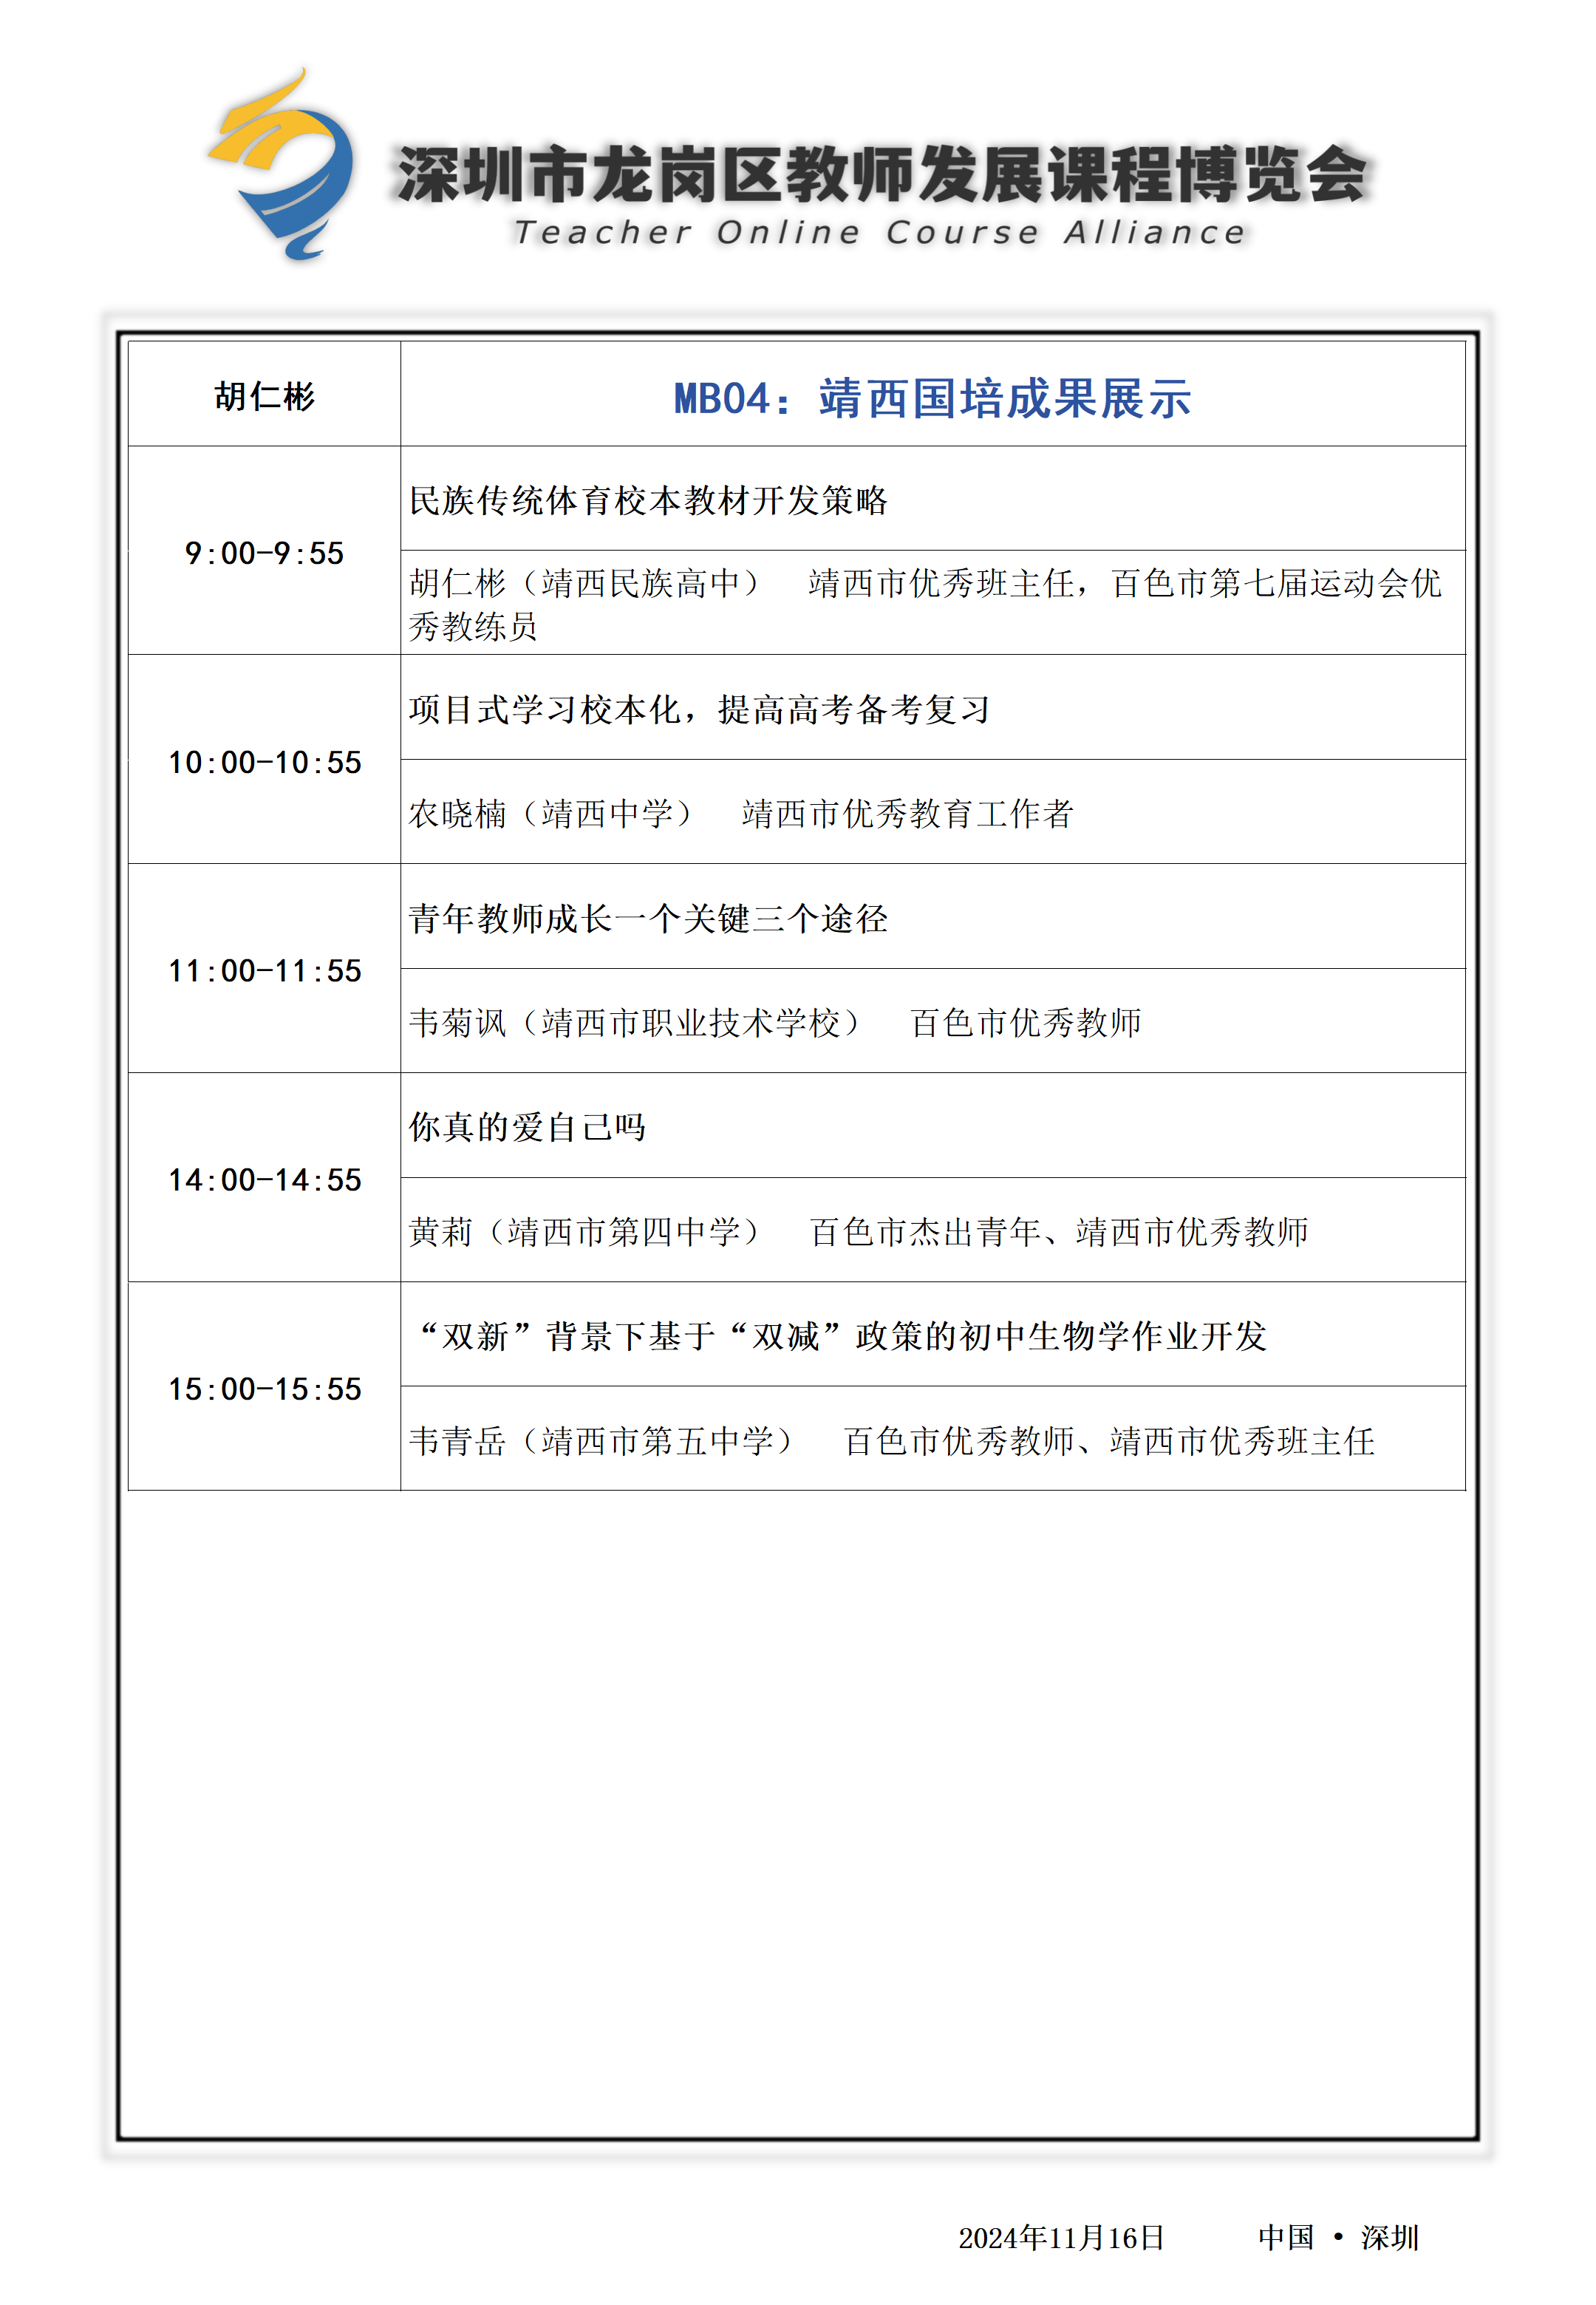 深圳市龙岗区教师发展课程博览会
Teacher Online Course Alliance
胡仁彬
MB04：靖西国培成果展示
9:00-9:55
民族传统体育校本教材开发策略
胡仁彬（靖西民族高中）　靖西市优秀班主任，百色市第七届运动会优
秀教练员
10:00-10:55
项目式学习校本化，提高高考备考复习
农晓楠（靖西中学）　靖西市优秀教育工作者
11:00-11:55
青年教师成长一个关键三个途径
韦菊讽（靖西市职业技术学校）　百色市优秀教师
14:00-14:55
你真的爱自己吗
黄莉（靖西市第四中学）　百色市杰出青年、靖西市优秀教师
15:00-15:55
“双新”背景下基于“双减”政策的初中生物学作业开发
韦青岳（靖西市第五中学）　百色市优秀教师、靖西市优秀班主任
2024年11月16日　　中国 • 深圳